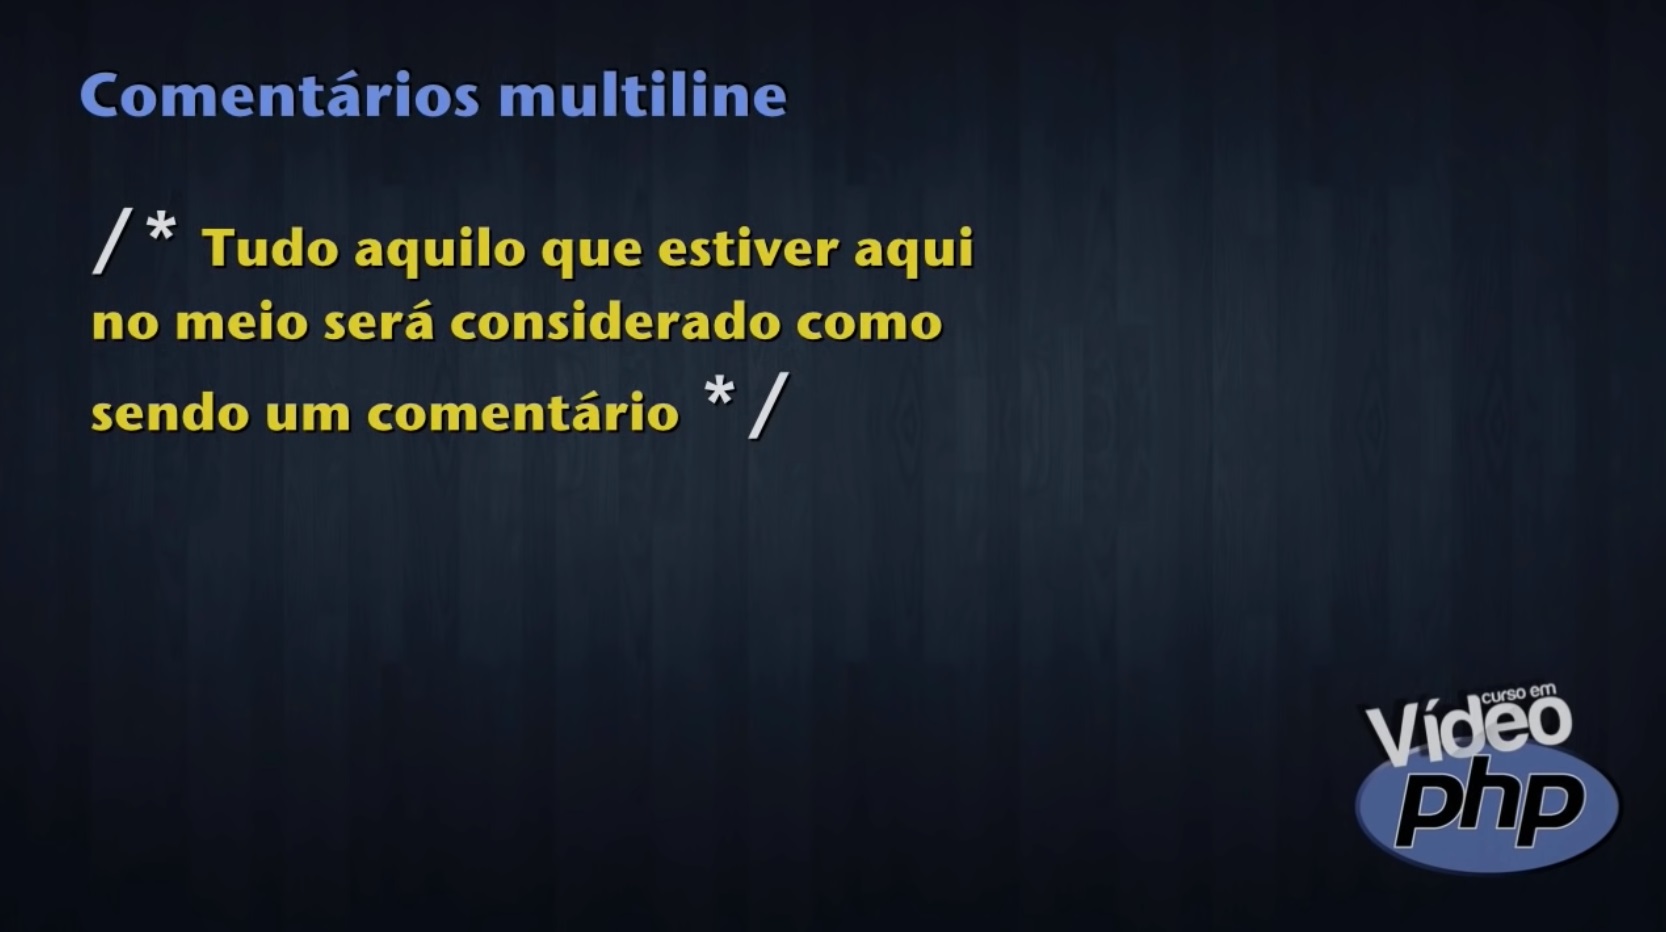 Comentários multiline
/* Tudo aquilo que estiver aqui
no meio será considerado como
sendo um comentário */
curso em
Vídeo
php